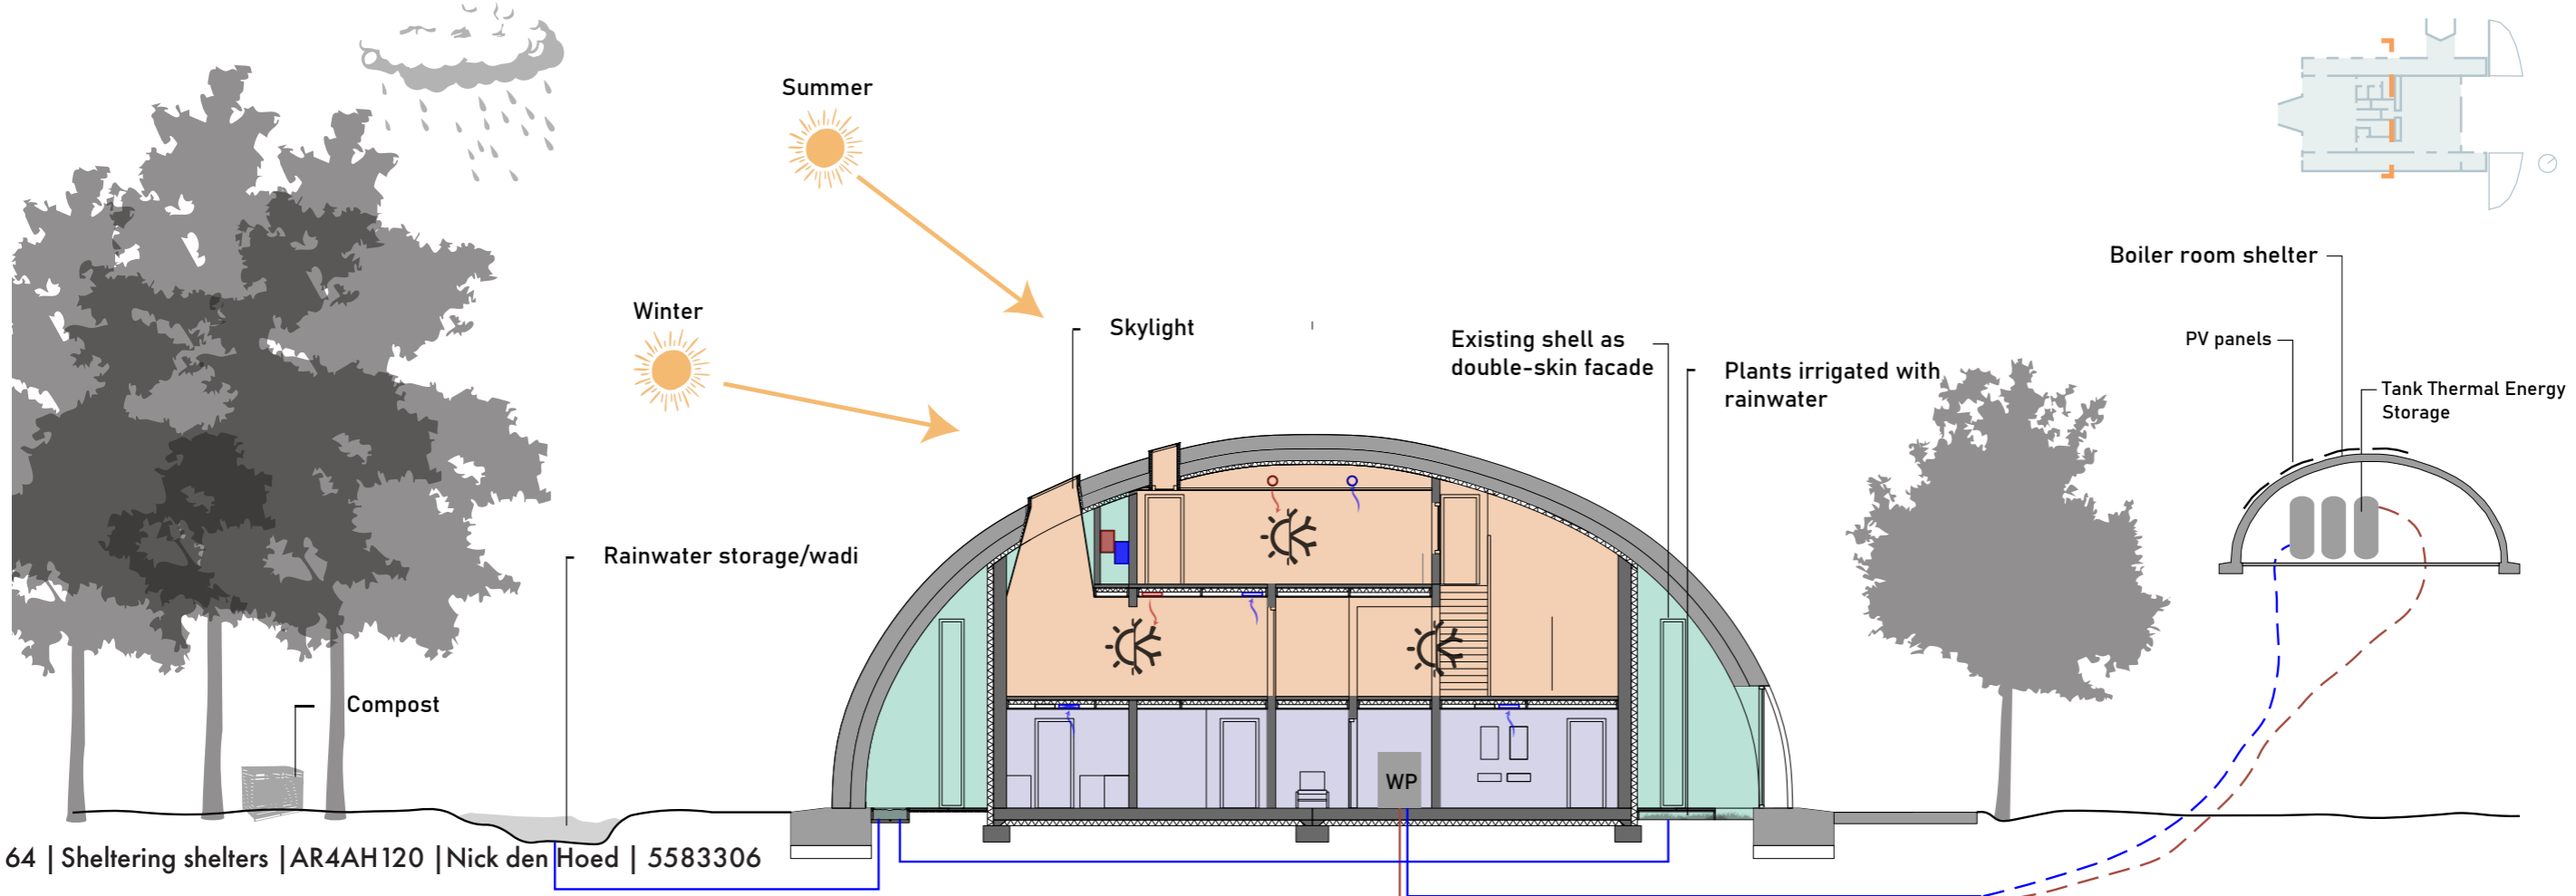 Summer
Winter
Skylight
Existing shell as
double-skin facade
Plants irrigated with
rainwater
Boiler room shelter
PV panels
Tank Thermal Energy
Storage
Rainwater storage/wadi
Compost
WP
64 | Sheltering shelters | AR4AH120 | Nick den Hoed | 5583306